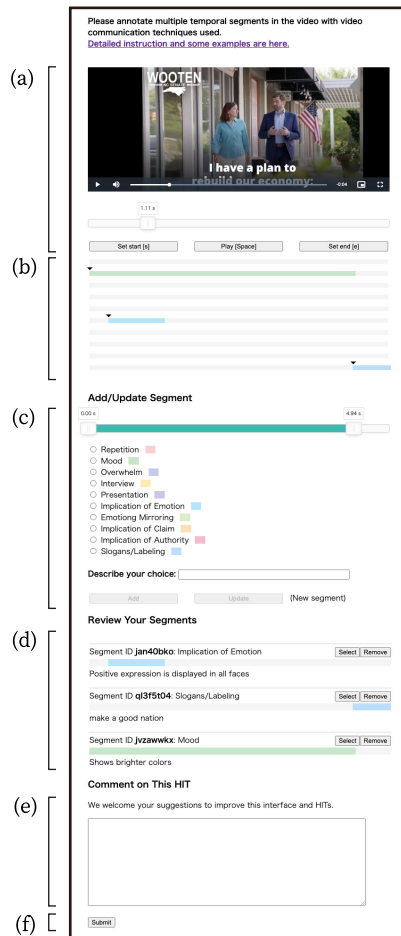 Please annotate multiple temporal segments in the video with video
communication techniques used.
Detailed instruction and some examples are here.
(a)
WOOTEN
NC SENATE
I have a plan to
rebuild our economy:
-0:04
1.11 s
Set start [s]
Play [Space]
Set end [e]
(b)
Add/Update Segment
(c)
0.00 s
4.94 s
Repetition
Mood
Overwhelm
Interview
Presentation
Implication of Emotion
Emotiong Mirroring
Implication of Claim
Implication of Authority
Slogans/Labeling
Describe your choice:
Add
Update
(New segment)
Review Your Segments
(d)
Segment ID jan40bko: Implication of Emotion
Select
Remove
Positive expression is displayed in all faces
Segment ID ql3f5t04: Slogans/Labeling
Select
Remove
make a good nation
Segment ID jvzawwkx: Mood
Select
Remove
Shows brighter colors
Comment on This HIT
(e)
We welcome your suggestions to improve this interface and HITs.
(f)
Submit